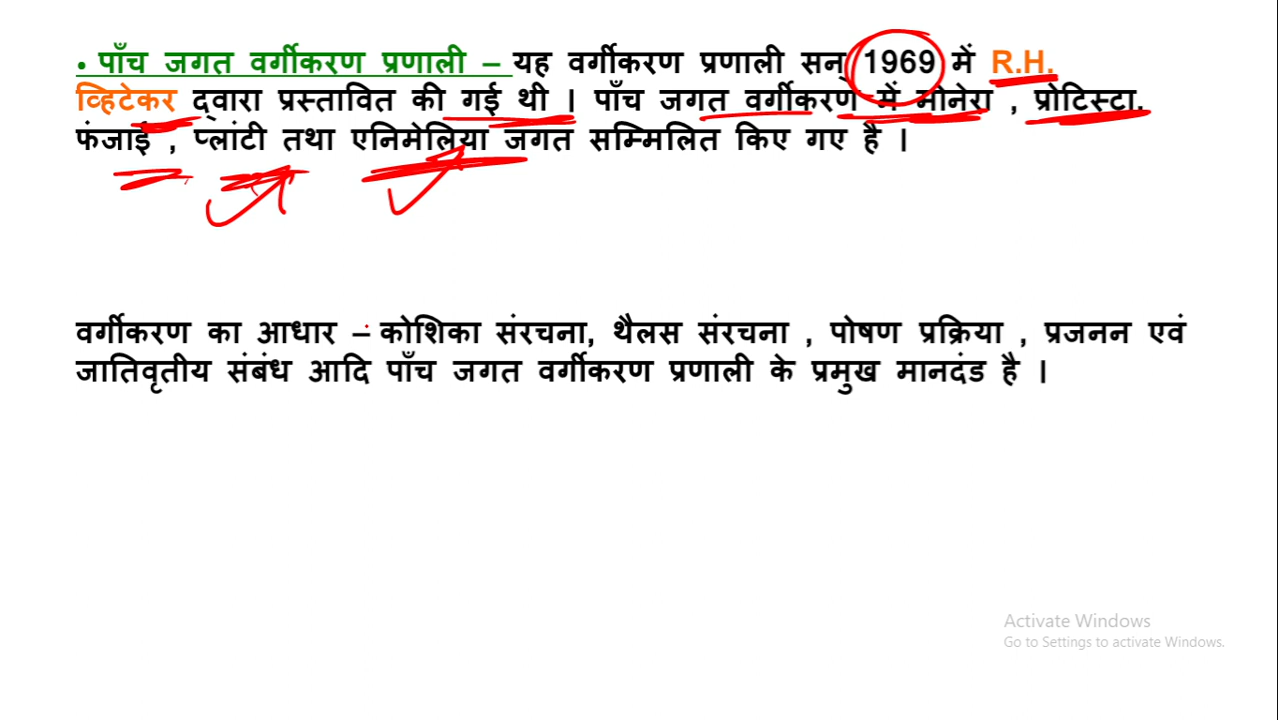 • पाँच जगत वर्गीकरण प्रणाली – यह वर्गीकरण प्रणाली सन् 1969 में R.H.
व्हिटेकर द्वारा प्रस्तावित की गई थी । पाँच जगत वर्गीकरण में मोनेरा , प्रोटिस्टा,
फंजाई , प्लांटी तथा एनिमेलिया जगत सम्मिलित किए गए है ।
वर्गीकरण का आधार – कोशिका संरचना, थैलस संरचना , पोषण प्रक्रिया , प्रजनन एवं
जातिवृतीय संबंध आदि पाँच जगत वर्गीकरण प्रणाली के प्रमुख मानदंड है ।
Activate Windows
Go to Settings to activate Windows.